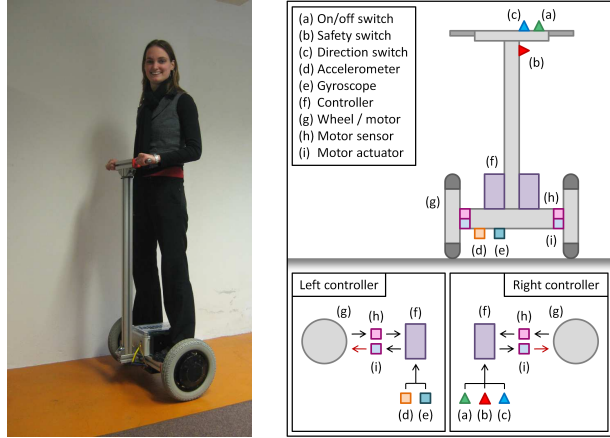 (a) On/off switch
(b) Safety switch
(c) Direction switch
(d) Accelerometer
(e) Gyroscope
(f) Controller
(g) Wheel / motor
(h) Motor sensor
(i) Motor actuator
(c) (a)
(b)
(f)
(g)
(h)
(i)
(d) (e)
Left controller
(g) (h) (f)
(i)
(d) (e)
Right controller
(f) (h) (g)
(i)
(a) (b) (c)